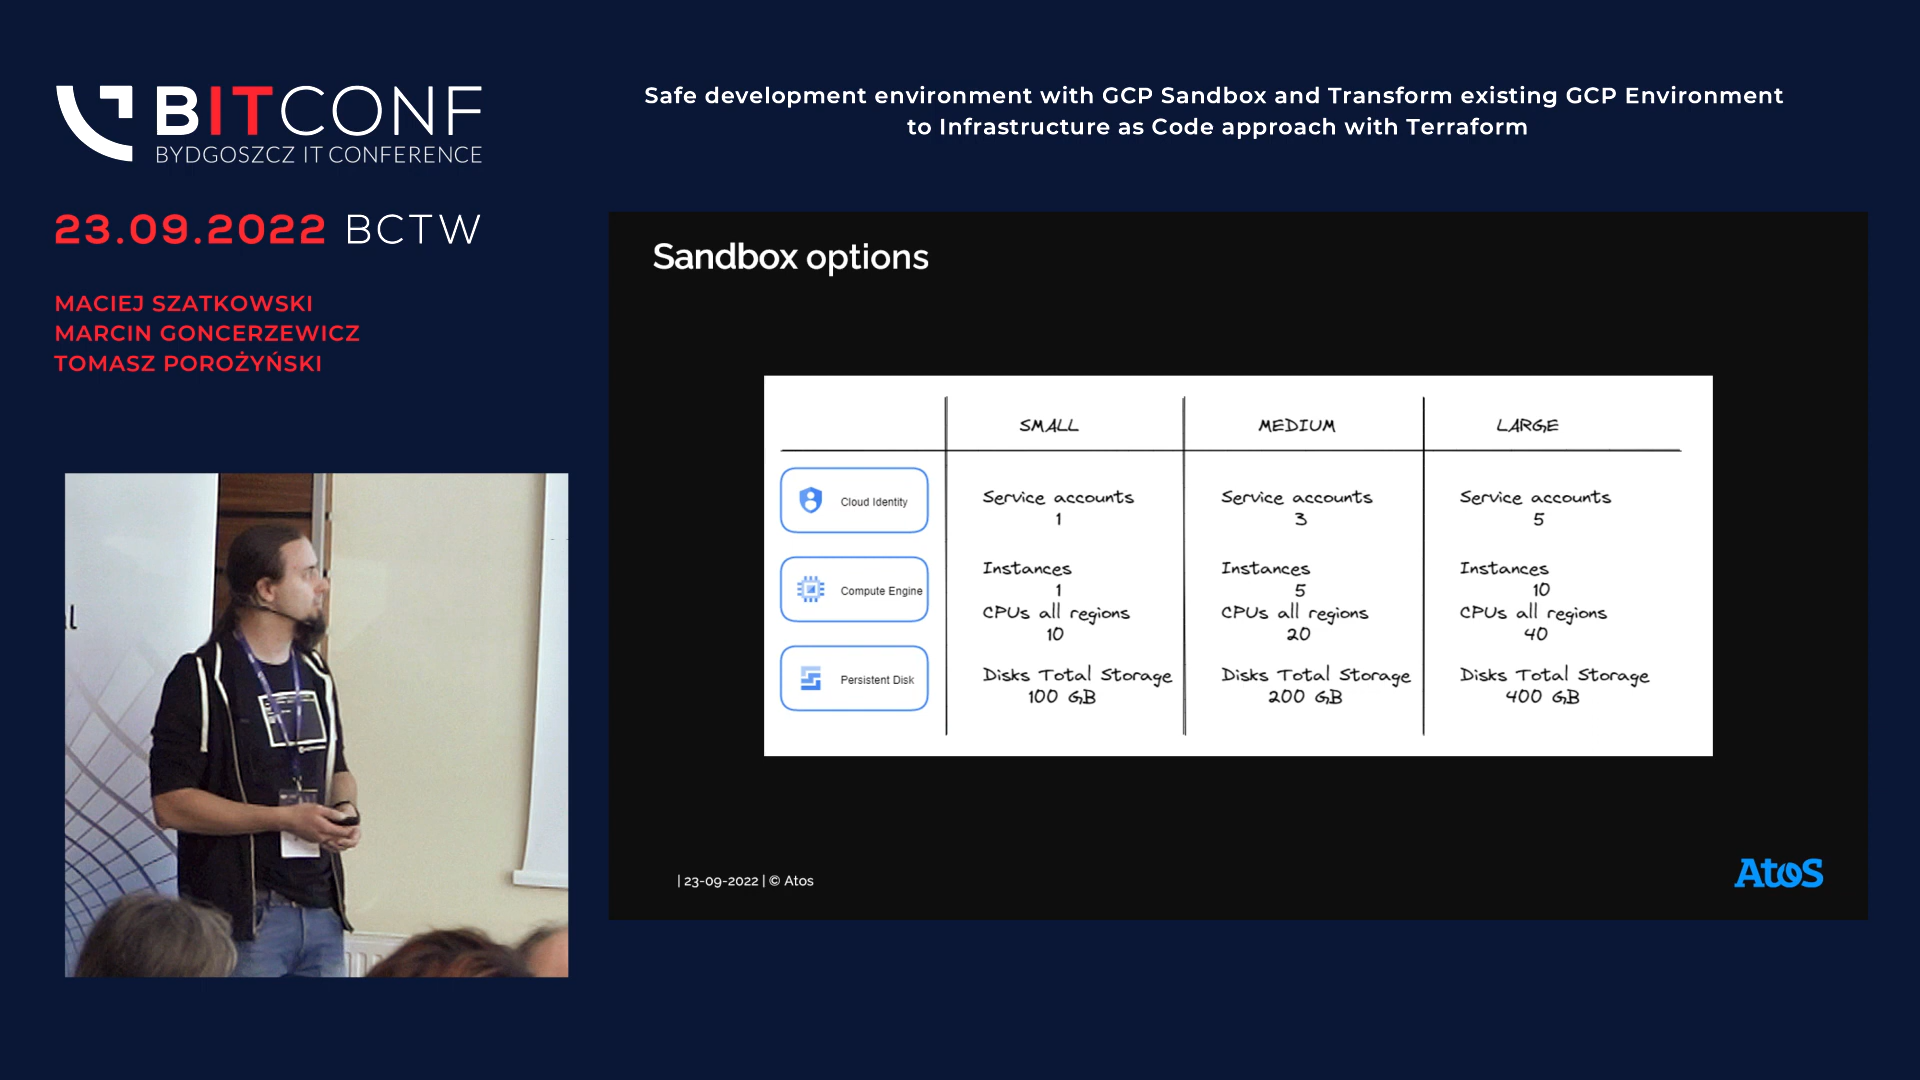 BITCONF
BYDGOSZCZ IT CONFERENCE
23.09.2022 BCTW
MACIEJ SZATKOWSKI
MARCIN GONCERZEWICZ
TOMASZ POROŻYŃSKI
Safe development environment with GCP Sandbox and Transform existing GCP Environment
to Infrastructure as Code approach with Terraform
Sandbox options
SMALL MEDIUM LARGE
Cloud Identity
Service accounts Service accounts Service accounts
1 3 5
Compute Engine
Instances Instances Instances
1 5 10
CPUs all regions CPUs all regions CPUs all regions
10 20 40
Persistent Disk
Disks Total Storage Disks Total Storage Disks Total Storage
100 GB 200 GB 400 GB
| 23-09-2022 | © Atos
Atos